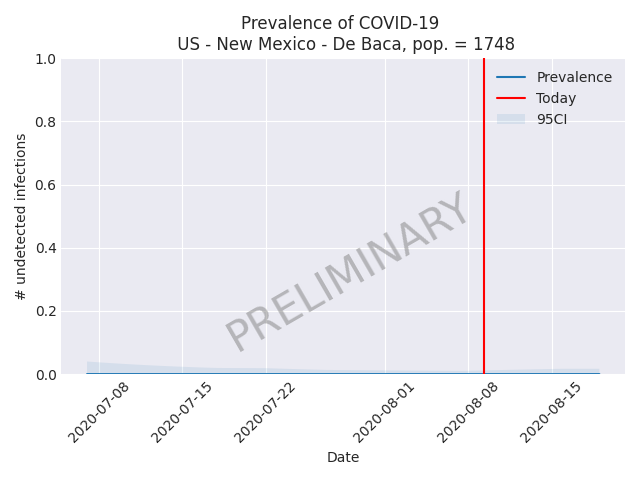 Prevalence of COVID-19
US - New Mexico - De Baca, pop. = 1748
1.0
0.8
0.6
0.4
0.2
0.0
# undetected infections
Prevalence
Today
95CI
PRELIMINARY
2020-07-08
2020-07-15
2020-07-22
2020-08-01
2020-08-08
2020-08-15
Date